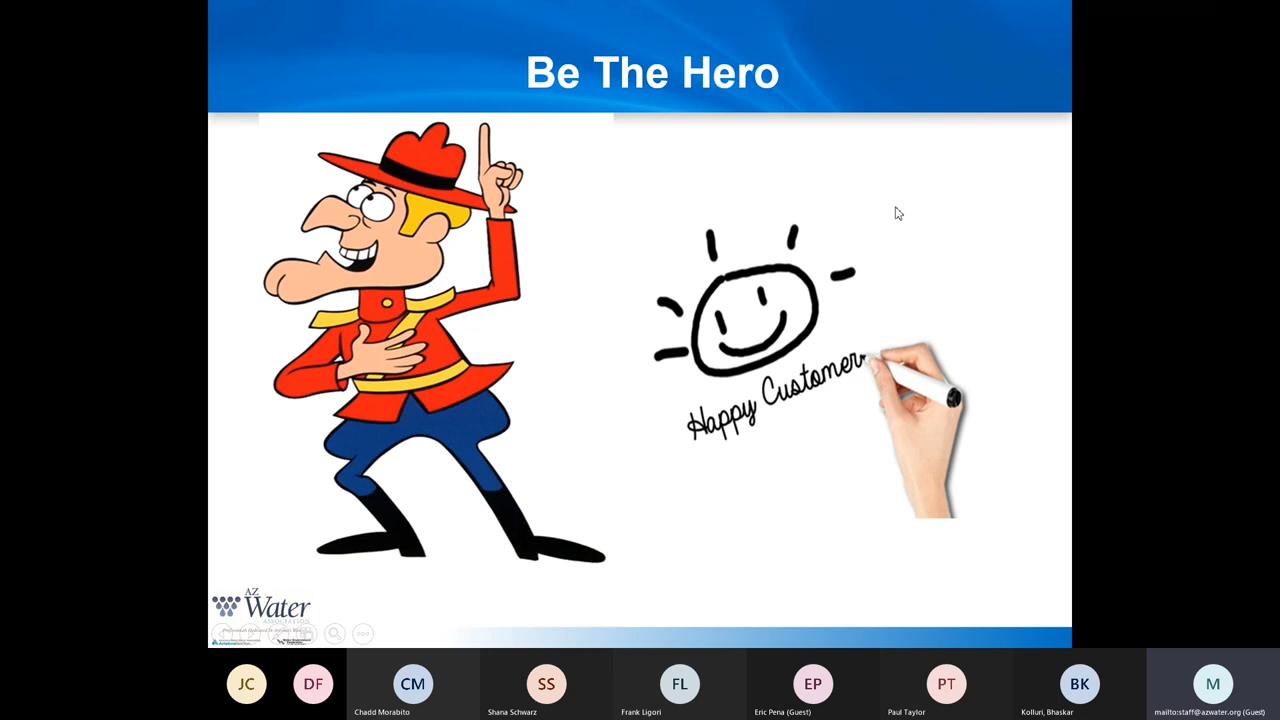 Be The Hero
Happy Customer
AZ
Water
ASSOCIATION
JC
DF
CM
SS
FL
EP
PT
BK
M
Chadd Morabito
Shana Schwarz
Frank Ligori
Eric Pena (Guest)
Paul Taylor
Kolluri, Bhaskar
mailto:staff@azwater.org (Guest)